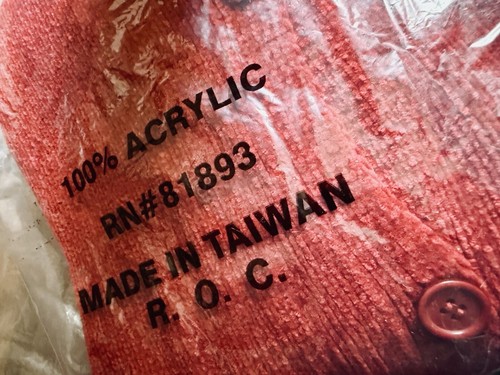 100% ACRYLIC
RN#81893
MADE IN TAIWAN
R. O. C.